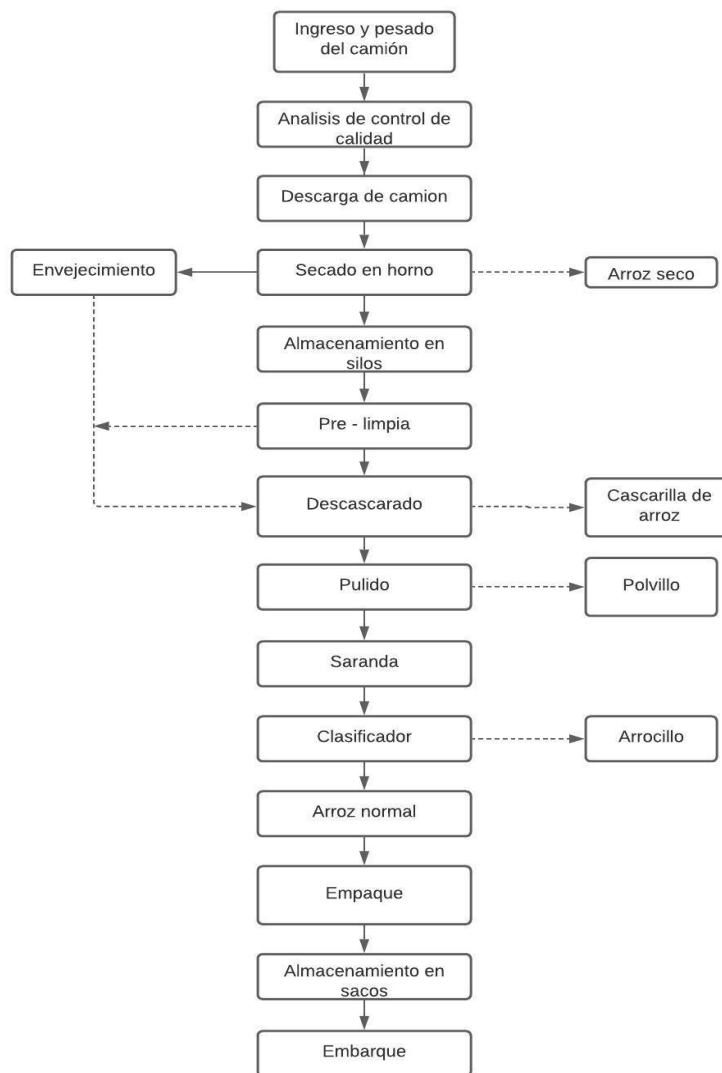 Ingreso y pesado
del camión
Analisis de control de
calidad
Descarga de camion
Envejecimiento
Secado en horno
Arroz seco
Almacenamiento en
silos
Pre - limpia
Descascarado
Cascarilla de
arroz
Pulido
Polvillo
Saranda
Clasificador
Arrocillo
Arroz normal
Empaque
Almacenamiento en
sacos
Embarque